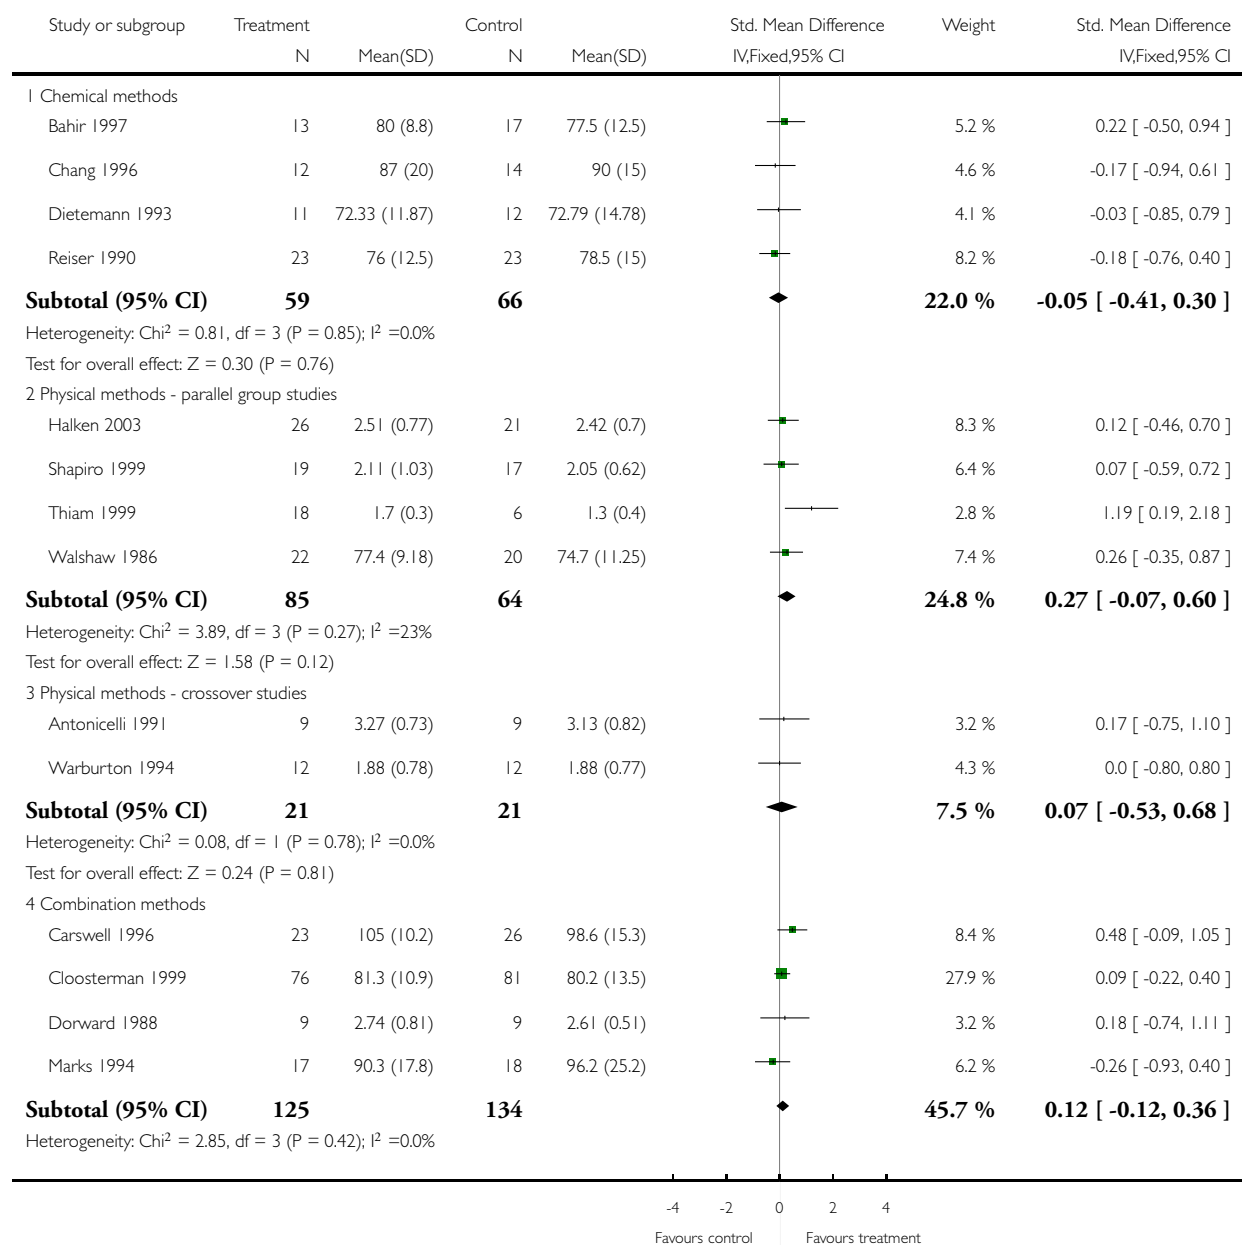 Study or subgroup Treatment Control Std. Mean Difference Weight Std. Mean Difference
N Mean(SD) N Mean(SD) IV,Fixed,95% CI IV,Fixed,95% CI
1 Chemical methods
Bahir 1997 13 80 (8.8) 17 77.5 (12.5) 5.2 % 0.22 [ -0.50, 0.94 ]
Chang 1996 12 87 (20) 14 90 (15) 4.6 % -0.17 [ -0.94, 0.61 ]
Dietemann 1993 11 72.33 (11.87) 12 72.79 (14.78) 4.1 % -0.03 [ -0.85, 0.79 ]
Reiser 1990 23 76 (12.5) 23 78.5 (15) 8.2 % -0.18 [ -0.76, 0.40 ]
Subtotal (95% CI) 59 66 22.0 % -0.05 [ -0.41, 0.30 ]
Heterogeneity: Chi² = 0.81, df = 3 (P = 0.85); I² =0.0%
Test for overall effect: Z = 0.30 (P = 0.76)
2 Physical methods - parallel group studies
Halken 2003 26 2.51 (0.77) 21 2.42 (0.7) 8.3 % 0.12 [ -0.46, 0.70 ]
Shapiro 1999 19 2.11 (1.03) 17 2.05 (0.62) 6.4 % 0.07 [ -0.59, 0.72 ]
Thiam 1999 18 1.7 (0.3) 6 1.3 (0.4) 2.8 % 1.19 [ 0.19, 2.18 ]
Walshaw 1986 22 77.4 (9.18) 20 74.7 (11.25) 7.4 % 0.26 [ -0.35, 0.87 ]
Subtotal (95% CI) 85 64 24.8 % 0.27 [ -0.07, 0.60 ]
Heterogeneity: Chi² = 3.89, df = 3 (P = 0.27); I² =23%
Test for overall effect: Z = 1.58 (P = 0.12)
3 Physical methods - crossover studies
Antonicelli 1991 9 3.27 (0.73) 9 3.13 (0.82) 3.2 % 0.17 [ -0.75, 1.10 ]
Warburton 1994 12 1.88 (0.78) 12 1.88 (0.77) 4.3 % 0.0 [ -0.80, 0.80 ]
Subtotal (95% CI) 21 21 7.5 % 0.07 [ -0.53, 0.68 ]
Heterogeneity: Chi² = 0.08, df = 1 (P = 0.78); I² =0.0%
Test for overall effect: Z = 0.24 (P = 0.81)
4 Combination methods
Carswell 1996 23 105 (10.2) 26 98.6 (15.3) 8.4 % 0.48 [ -0.09, 1.05 ]
Cloosterman 1999 76 81.3 (10.9) 81 80.2 (13.5) 27.9 % 0.09 [ -0.22, 0.40 ]
Dorward 1988 9 2.74 (0.81) 9 2.61 (0.51) 3.2 % 0.18 [ -0.74, 1.11 ]
Marks 1994 17 90.3 (17.8) 18 96.2 (25.2) 6.2 % -0.26 [ -0.93, 0.40 ]
Subtotal (95% CI) 125 134 45.7 % 0.12 [ -0.12, 0.36 ]
Heterogeneity: Chi² = 2.85, df = 3 (P = 0.42); I² =0.0%
-4 -2 0 2 4
Favours control Favours treatment